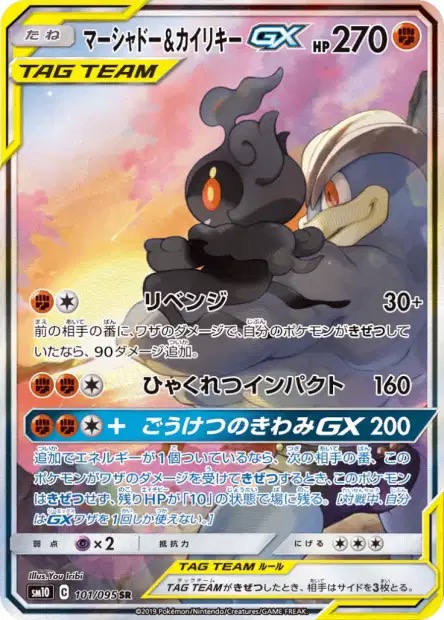 たね マーシャドー&カイリキーGX HP270
TAG TEAM
リベンジ 30+
前の相手の番に、ワザのダメージで、自分のポケモンがきぜつして
いたなら、90ダメージ追加。
ひゃくれつインパクト 160
+ ごうけつのきわみGX 200
追加でエネルギーが1個ついているなら、次の相手の番、この
ポケモンがワザのダメージを受けてきぜつするとき、このポケモン
はきぜつせず、残りHPが「10」の状態で場に残る。[対戦中、自分
はGXワザを1回しか使えない。]
弱点 ×2 抵抗力 にげる
Illus.You Iribi
TAG TEAM ルール
TAG TEAMがきぜつしたとき、相手はサイドを3枚とる。
sm10 C 101/095 SR
©2019 Pokémon/Nintendo/Creatures/GAME FREAK.